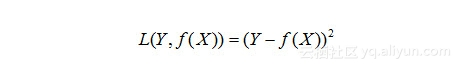 L(Y, f(X)) = (Y − f(X))²
云栖社区 yq.aliyun.com